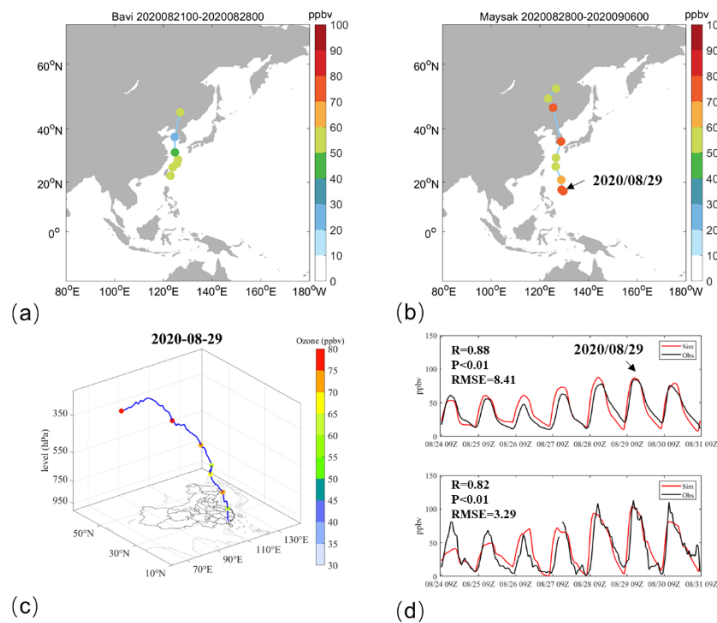 Bavi 2020082100-2020082800
ppbv
100
90
80
70
60
50
40
30
20
10
0
60°N
40°N
20°N
0°
80°E 100°E 120°E 140°E 160°E 180°W
(a)
Maysak 2020082800-2020090600
ppbv
100
90
80
70
60
50
40
30
20
10
0
60°N
40°N
20°N
0°
2020/08/29
80°E 100°E 120°E 140°E 160°E 180°W
(b)
2020-08-29
Ozone (ppbv)
80
75
70
65
60
55
50
45
40
35
30
level (hPa)
350
550
750
950
50°N
30°N
10°N
70°E
90°E
110°E
130°E
(c)
150
100
50
0
ppbv
R=0.88
P<0.01
RMSE=8.41
2020/08/29
Sim
Obs
08/24 09Z 08/25 09Z 08/26 09Z 08/27 09Z 08/28 09Z 08/29 09Z 08/30 09Z 08/31 09Z
150
100
50
0
ppbv
R=0.82
P<0.01
RMSE=3.29
Sim
Obs
08/24 09Z 08/25 09Z 08/26 09Z 08/27 09Z 08/28 09Z 08/29 09Z 08/30 09Z 08/31 09Z
(d)